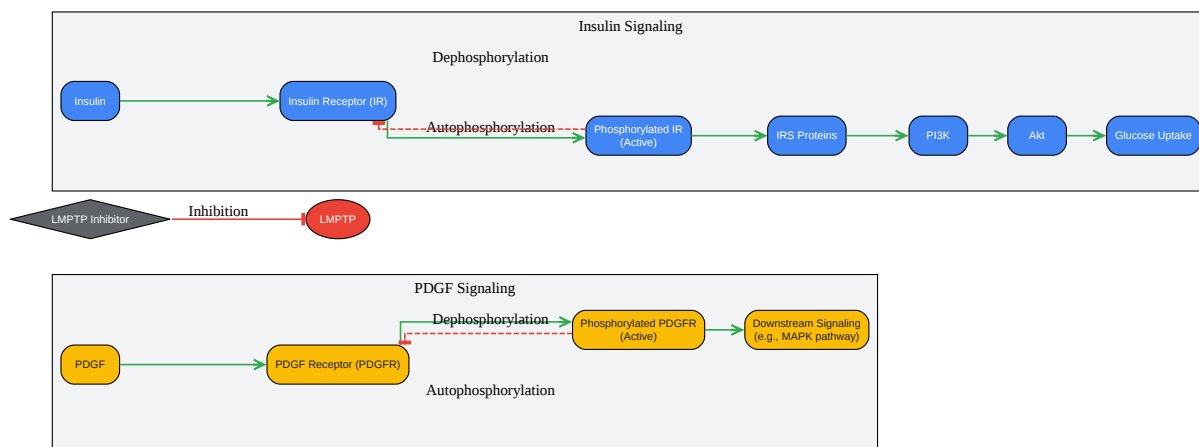 Insulin Signaling
Dephosphorylation
Insulin
Insulin Receptor (IR)
Autophosphorylation
Phosphorylated IR
(Active)
IRS Proteins
PI3K
Akt
Glucose Uptake
LMPTP Inhibitor
Inhibition
LMPTP
PDGF Signaling
Dephosphorylation
Phosphorylated PDGFR
(Active)
Downstream Signaling
(e.g., MAPK pathway)
PDGF
PDGF Receptor (PDGFR)
Autophosphorylation